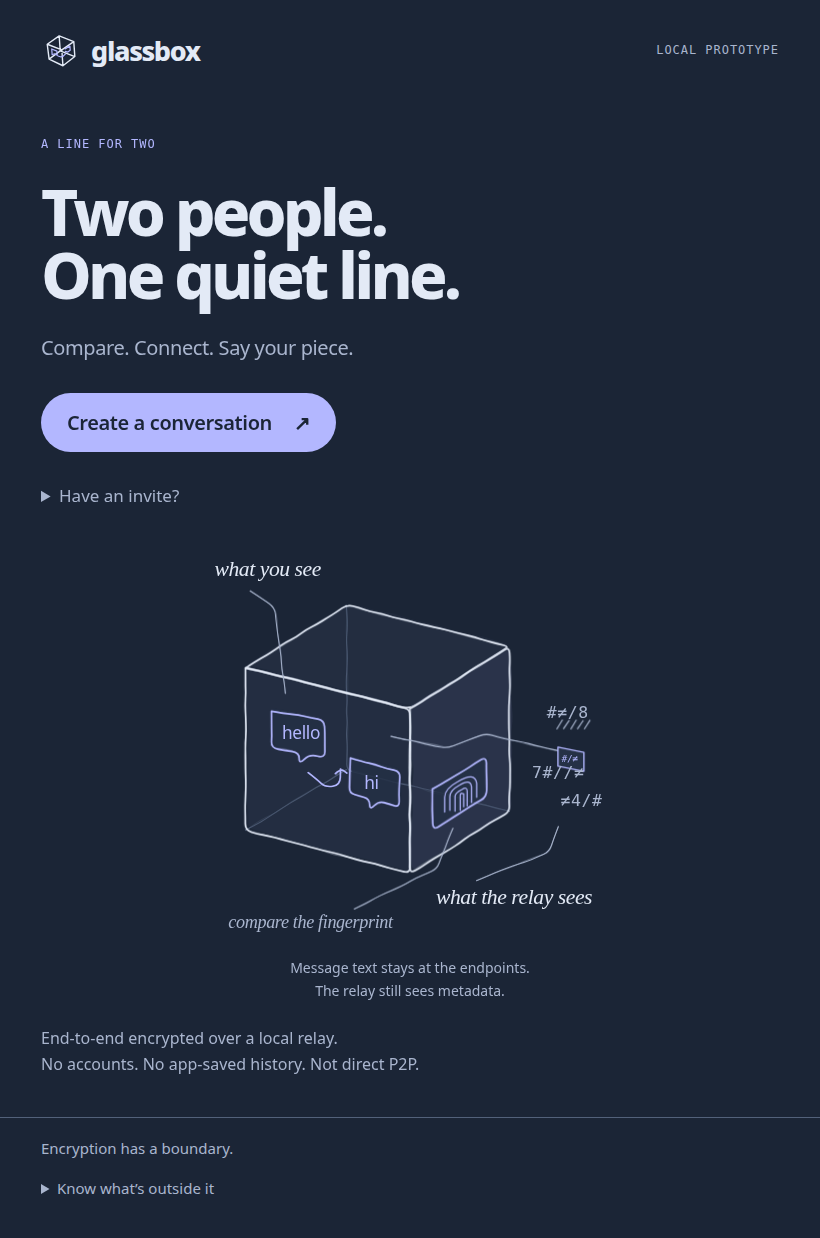 glassbox
LOCAL PROTOTYPE
A LINE FOR TWO
Two people.
One quiet line.
Compare. Connect. Say your piece.
Create a conversation ↗
▶ Have an invite?
what you see
hello
hi
#≠/8
#/≠
7#//≠
≠4/#
what the relay sees
compare the fingerprint
Message text stays at the endpoints.
The relay still sees metadata.
End-to-end encrypted over a local relay.
No accounts. No app-saved history. Not direct P2P.
Encryption has a boundary.
▶ Know what’s outside it